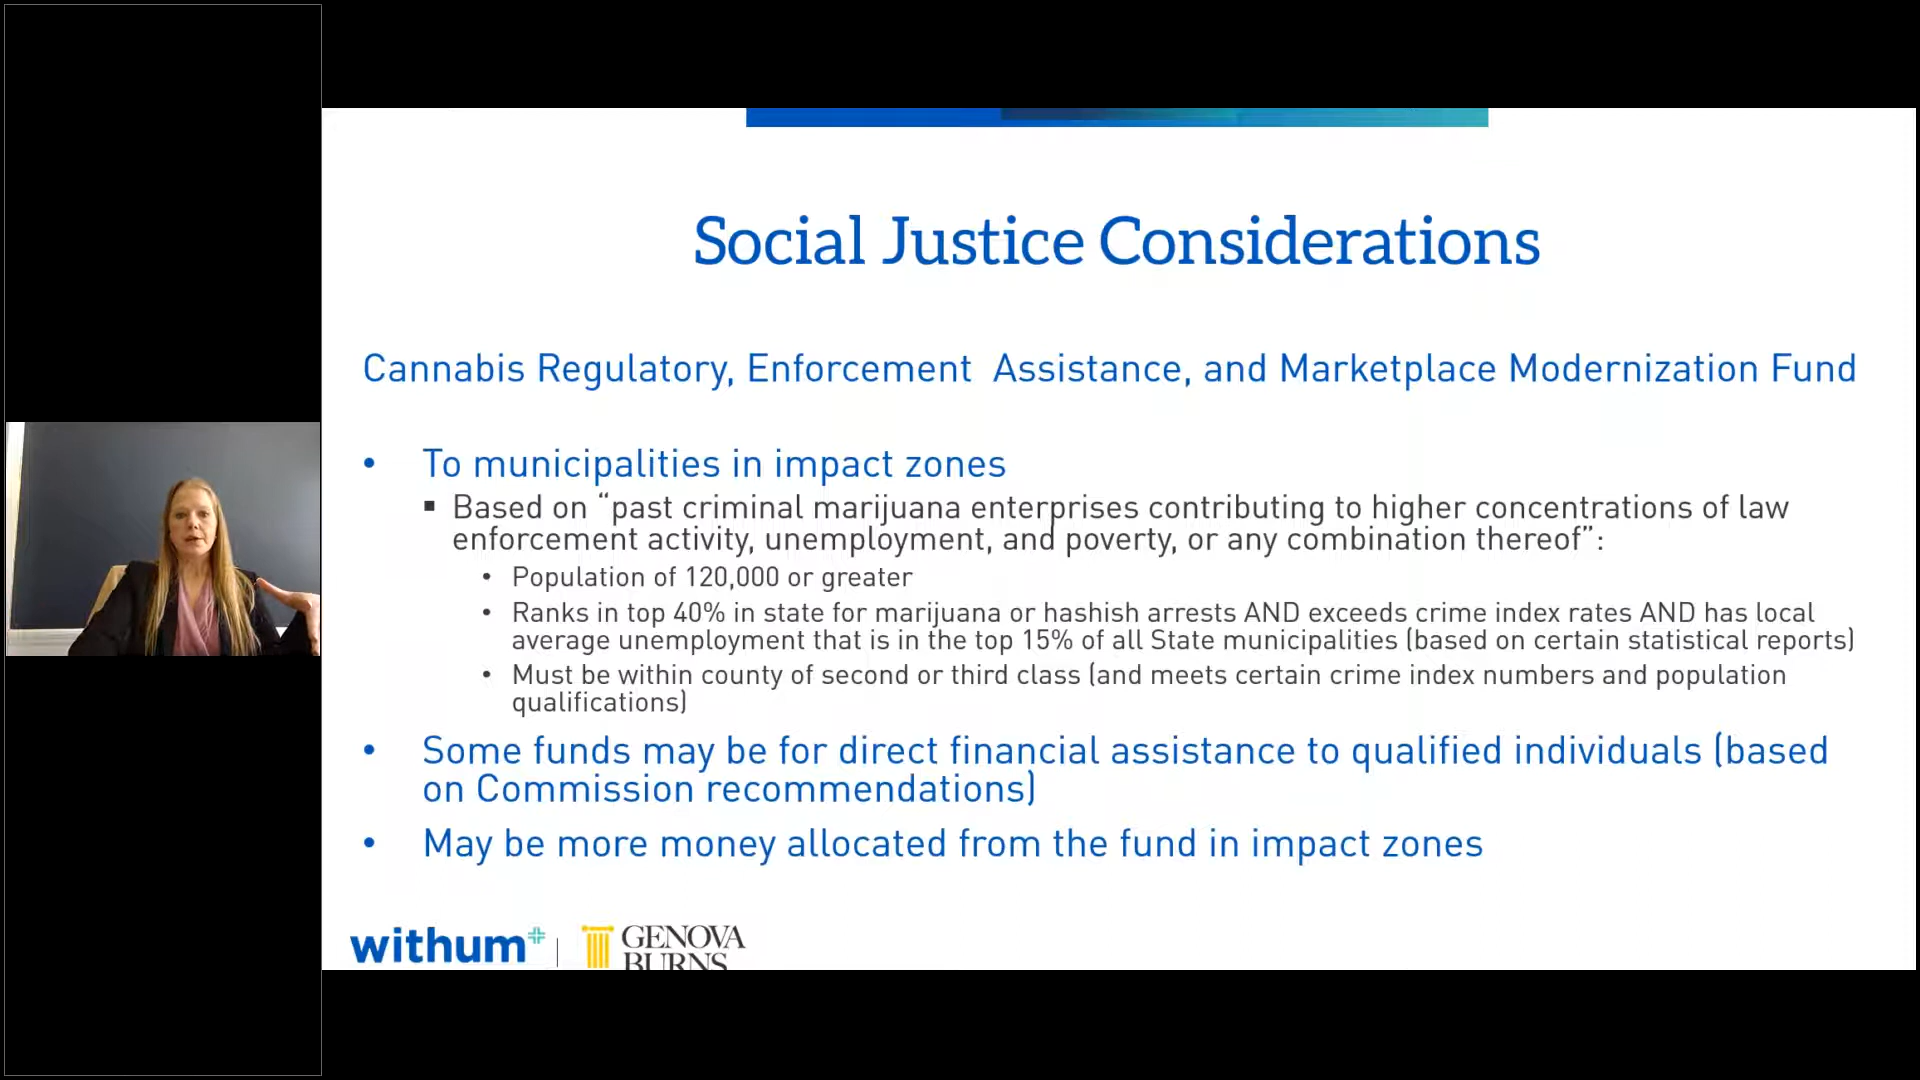 Social Justice Considerations
Cannabis Regulatory, Enforcement Assistance, and Marketplace Modernization Fund
• To municipalities in impact zones
▪ Based on “past criminal marijuana enterprises contributing to higher concentrations of law
enforcement activity, unemployment, and poverty, or any combination thereof”:
• Population of 120,000 or greater
• Ranks in top 40% in state for marijuana or hashish arrests AND exceeds crime index rates AND has local
average unemployment that is in the top 15% of all State municipalities (based on certain statistical reports)
• Must be within county of second or third class (and meets certain crime index numbers and population
qualifications)
• Some funds may be for direct financial assistance to qualified individuals (based
on Commission recommendations)
• May be more money allocated from the fund in impact zones
withum+
GENOVA
BURNS